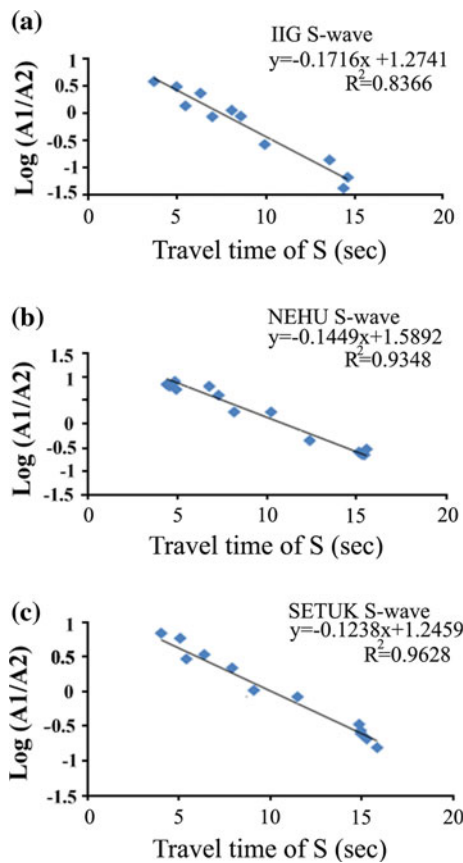 (a)
IIG S-wave
y=-0.1716x +1.2741
R²=0.8366
Log (A1/A2)
1
0.5
0
-0.5
-1
-1.5
0 5 10 15 20
Travel time of S (sec)
(b)
NEHU S-wave
y=-0.1449x+1.5892
R²=0.9348
Log (A1/A2)
1.5
1
0.5
0
-0.5
-1
-1.5
0 5 10 15 20
Travel time of S (sec)
(c)
SETUK S-wave
y=-0.1238x+1.2459
R²=0.9628
Log (A1/A2)
1
0.5
0
-0.5
-1
-1.5
0 5 10 15 20
Travel time of S (sec)